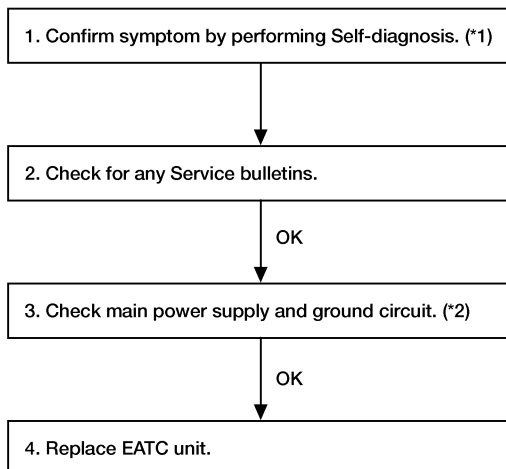 1. Confirm symptom by performing Self-diagnosis. (*1)
2. Check for any Service bulletins.
OK
3. Check main power supply and ground circuit. (*2)
OK
4. Replace EATC unit.